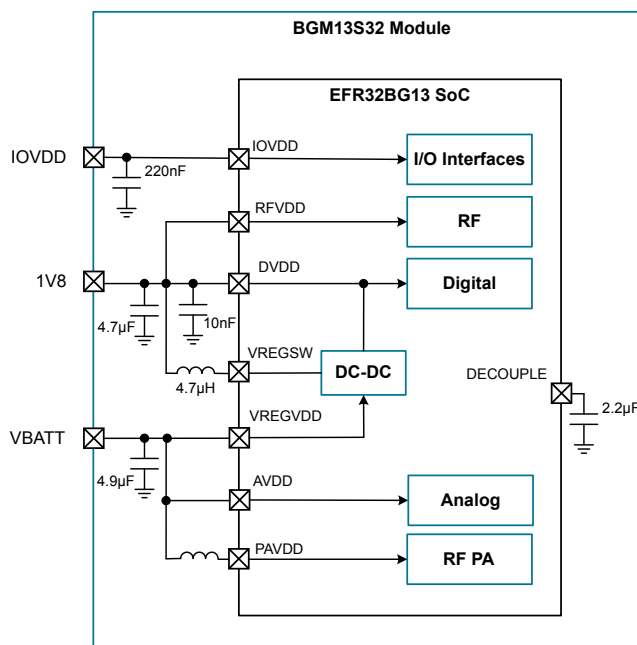 BGM13S32 Module
EFR32BG13 SoC
IOVDD
220nF
IOVDD
I/O Interfaces
RFVDD
RF
1V8
4.7µF
10nF
DVDD
Digital
4.7µH
VREGSW
DC-DC
DECOUPLE
2.2µF
VBATT
4.9µF
VREGVDD
AVDD
Analog
PAVDD
RF PA